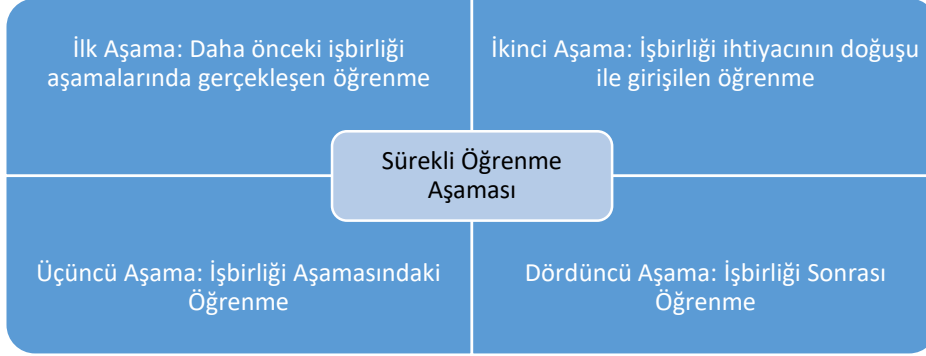 İlk Aşama: Daha önceki işbirliği
aşamalarında gerçekleşen öğrenme
İkinci Aşama: İşbirliği ihtiyacının doğuşu
ile girişilen öğrenme
Sürekli Öğrenme
Aşaması
Üçüncü Aşama: İşbirliği Aşamasındaki
Öğrenme
Dördüncü Aşama: İşbirliği Sonrası
Öğrenme